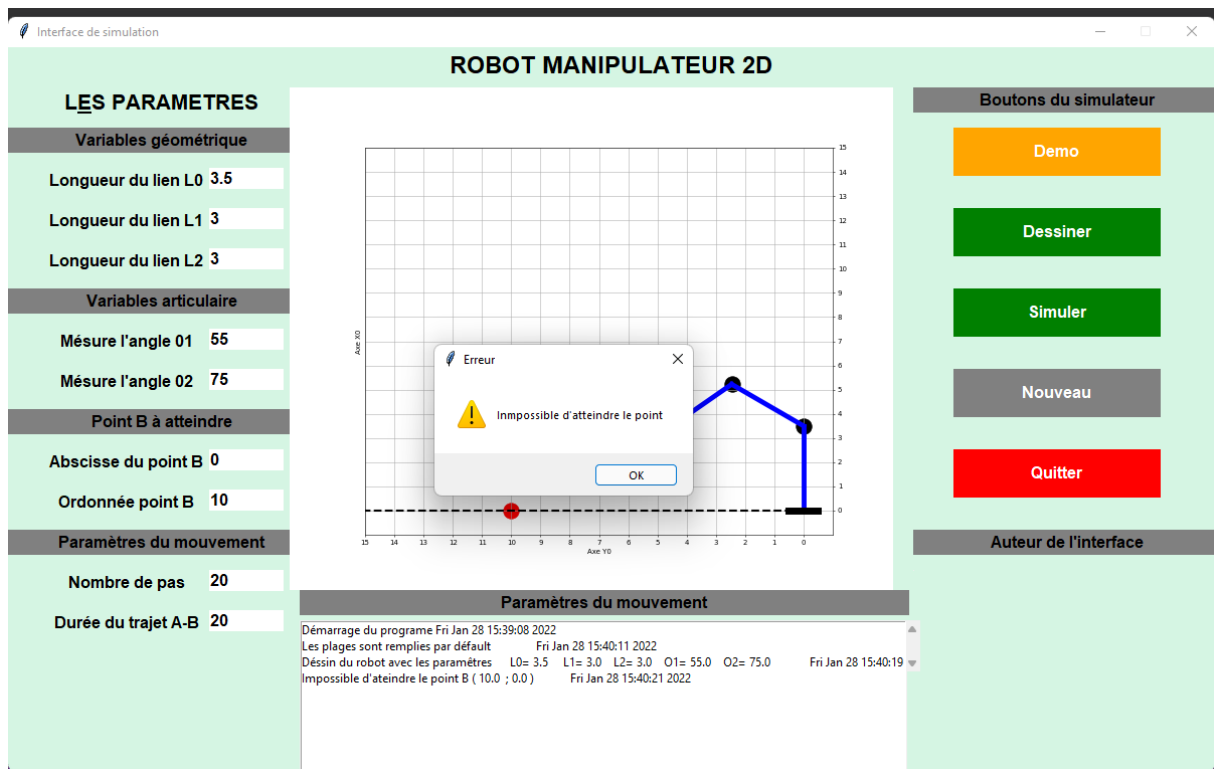 Interface de simulation
ROBOT MANIPULATEUR 2D
LES PARAMETRES
Variables géométrique
Longueur du lien L0 3.5
Longueur du lien L1 3
Longueur du lien L2 3
Variables articulaire
Mésure l'angle 01 55
Mésure l'angle 02 75
Point B à atteindre
Abscisse du point B 0
Ordonnée point B 10
Paramètres du mouvement
Nombre de pas 20
Durée du trajet A-B 20
15
14
13
12
11
10
9
8
7
6
5
4
3
2
1
0
Axe X0
15 14 13 12 11 10 9 8 7 6 5 4 3 2 1 0
Axe Y0
Erreur
Inmpossible d'atteindre le point
OK
Paramètres du mouvement
Démarrage du programe Fri Jan 28 15:39:08 2022
Les plages sont remplies par défault Fri Jan 28 15:40:11 2022
Déssin du robot avec les paramètres L0= 3.5 L1= 3.0 L2= 3.0 O1= 55.0 O2= 75.0 Fri Jan 28 15:40:19
Impossible d'ateindre le point B ( 10.0 ; 0.0 ) Fri Jan 28 15:40:21 2022
Boutons du simulateur
Demo
Dessiner
Simuler
Nouveau
Quitter
Auteur de l'interface